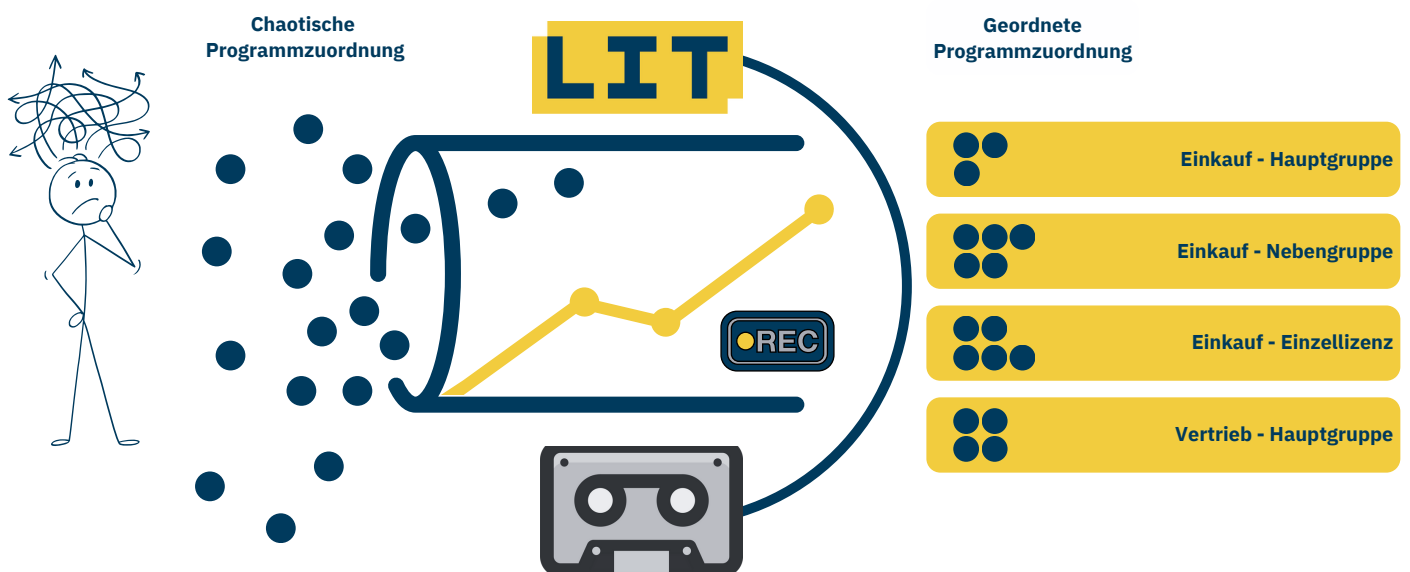 Chaotische
Programmzuordnung
LIT
Geordnete
Programmzuordnung
Einkauf - Hauptgruppe
Einkauf - Nebengruppe
Einkauf - Einzellizenz
REC
Vertrieb - Hauptgruppe